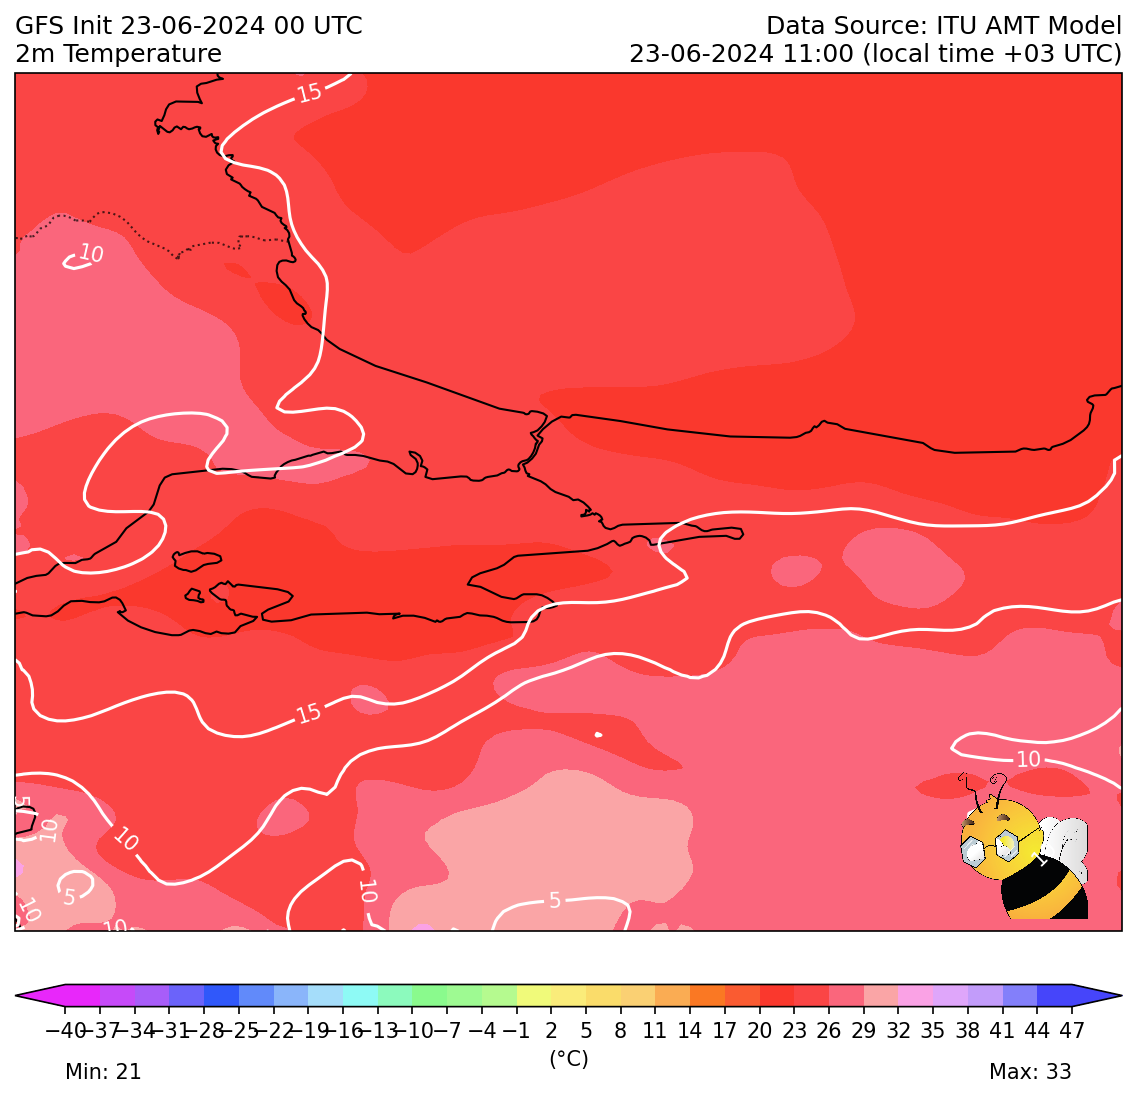 GFS Init 23-06-2024 00 UTC
Data Source: ITU AMT Model
2m Temperature
23-06-2024 11:00 (local time +03 UTC)
15
10
15
10
5
10
10
5
10
10
10
5
1
−40 −37 −34 −31 −28 −25 −22 −19 −16 −13 −10 −7 −4 −1 2 5 8 11 14 17 20 23 26 29 32 35 38 41 44 47
(°C)
Min: 21
Max: 33